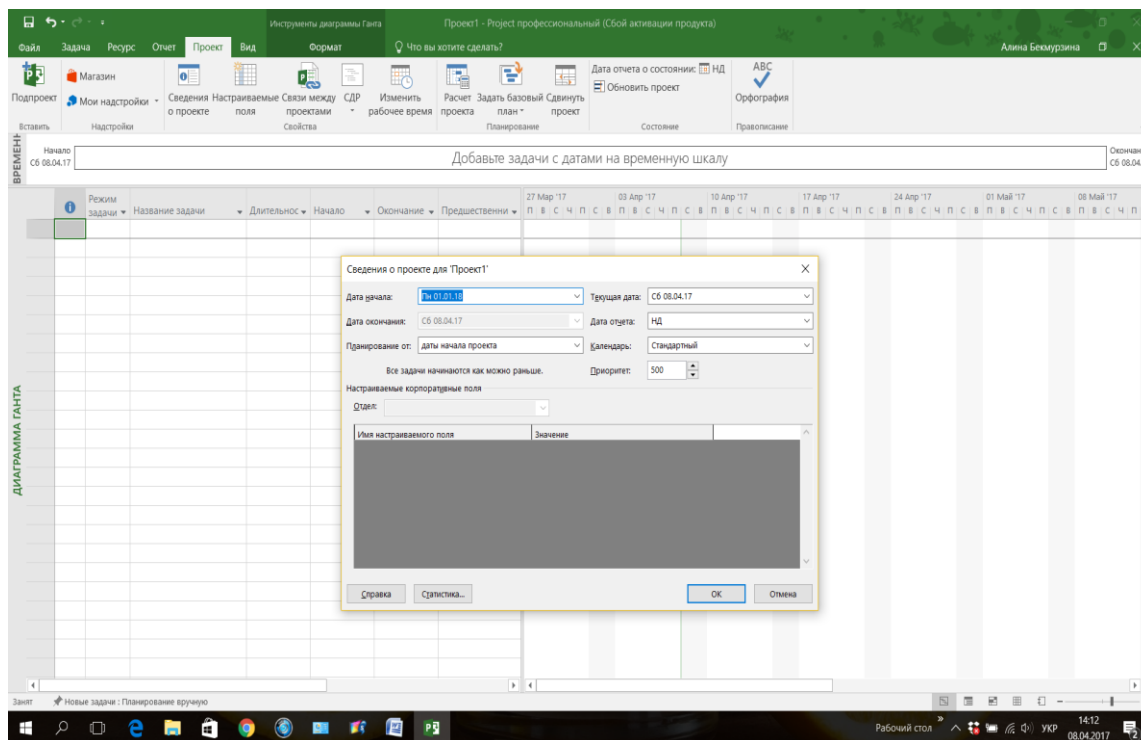 Инструменты диаграммы Ганта
Проект1 - Project профессиональный (Сбой активации продукта)
Файл Задача Ресурс Отчет Проект Вид Формат Что вы хотите сделать? Алина Бекмурзина
Подпроект
Магазин
Мои надстройки
Сведения о проекте
Настраиваемые поля
Связи между проектами
СДР
Изменить рабочее время
Расчет проекта
Задать базовый план
Сдвинуть проект
Дата отчета о состоянии: НД
Обновить проект
ABC
Орфография
Вставить Надстройки Свойства Планирование Состояние Правописание
ВРЕМЕНН
Начало
Сб 08.04.17
Добавьте задачи с датами на временную шкалу
Окончан
Сб 08.04
Режим задачи Название задачи Длительнос Начало Окончание Предшественни
27 Мар '17 03 Апр '17 10 Апр '17 17 Апр '17 24 Апр '17 01 Май '17 08 Май '17
П В С Ч П С В П В С Ч П С В П В С Ч П С В П В С Ч П С В П В С Ч П С В П В С Ч П С В П В С Ч П
ДИАГРАММА ГАНТА
Сведения о проекте для 'Проект1'
Дата начала: Пн 01.01.18 Текущая дата: Сб 08.04.17
Дата окончания: Сб 08.04.17 Дата отчета: НД
Планирование от: даты начала проекта Календарь: Стандартный
Все задачи начинаются как можно раньше. Приоритет: 500
Настраиваемые корпоративные поля
Отдел:
Имя настраиваемого поля Значение
Справка Статистика... ОК Отмена
Занят Новые задачи : Планирование вручную
Рабочий стол УКР 14:12
08.04.2017